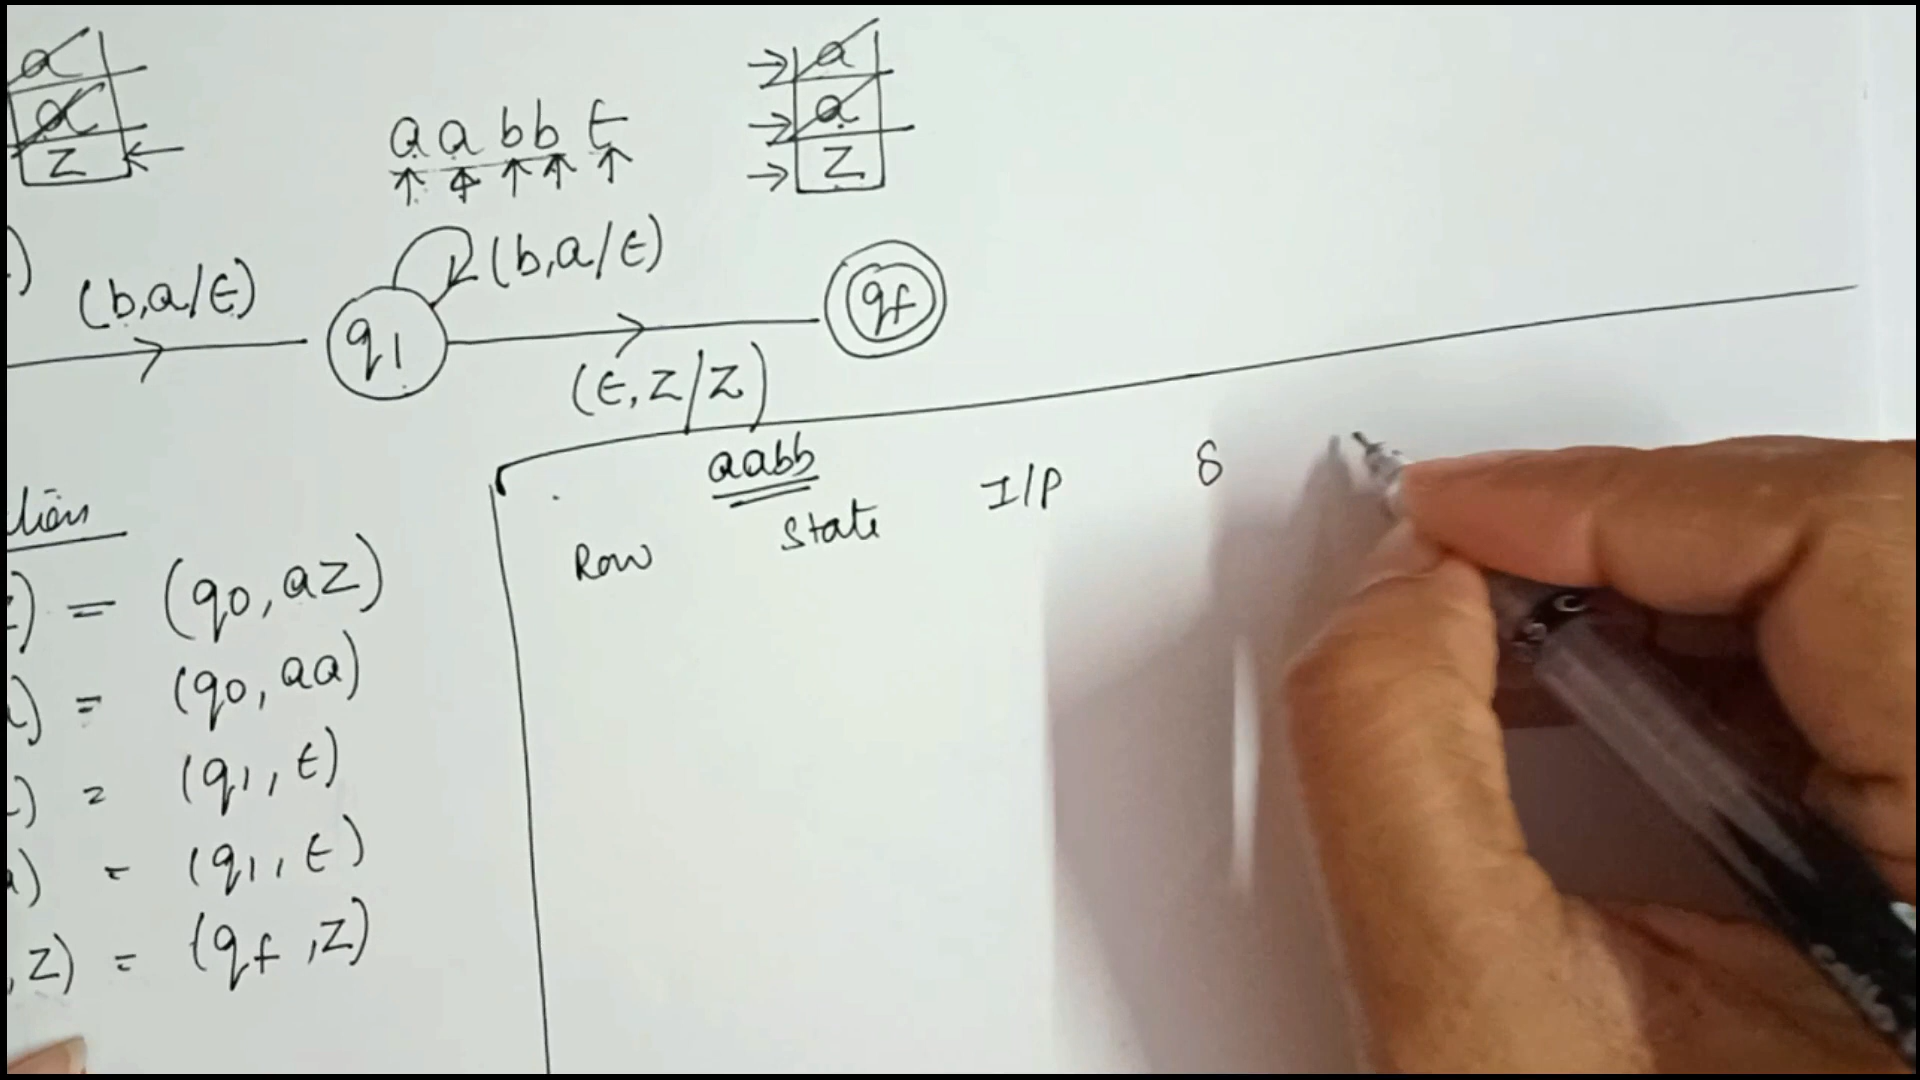 a
a
Z
a a b b ϵ
a
a
Z
)
(b,a/ϵ)
(b,a/ϵ)
q1
qf
(ϵ,Z/Z)
aabb
Row State I/P δ
) = (q0, aZ)
) = (q0, aa)
) = (q1, ϵ)
a) = (q1, ϵ)
, Z) = (qf, Z)